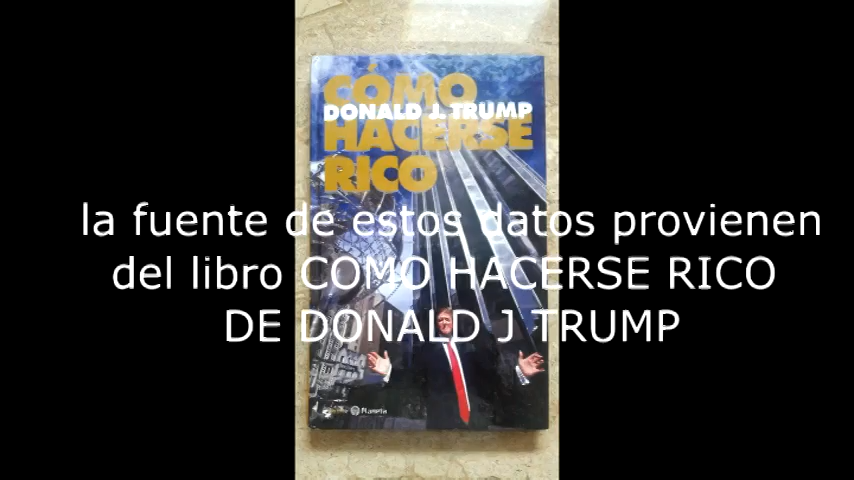 CÓMO
DONALD J. TRUMP
HACERSE
RICO
la fuente de estos datos provienen
del libro COMO HACERSE RICO
DE DONALD J TRUMP
Planeta